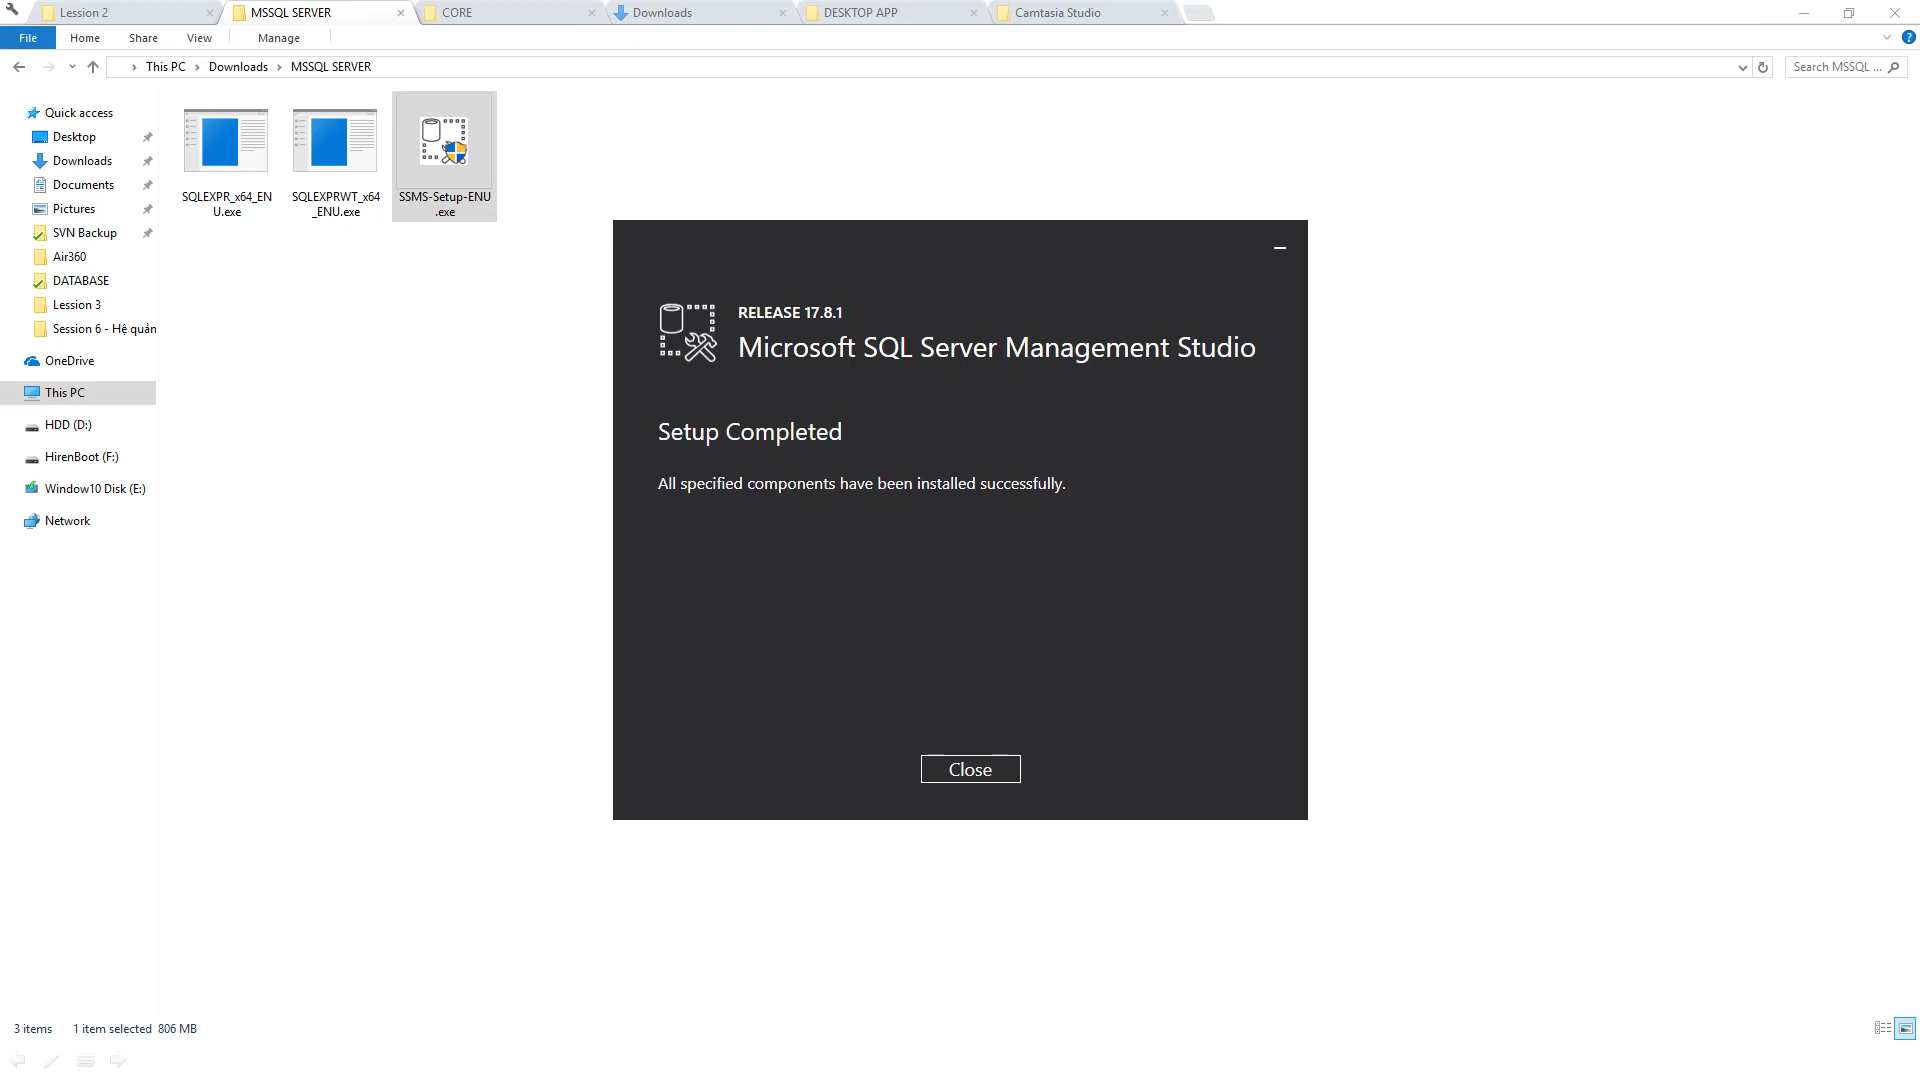 Lession 2
MSSQL SERVER
CORE
Downloads
DESKTOP APP
Camtasia Studio
File
Home
Share
View
Manage
This PC
Downloads
MSSQL SERVER
Search MSSQL ...
Quick access
Desktop
Downloads
Documents
Pictures
SVN Backup
Air360
DATABASE
Lession 3
Session 6 - Hệ quản
OneDrive
This PC
HDD (D:)
HirenBoot (F:)
Window10 Disk (E:)
Network
SQLEXPR_x64_EN
U.exe
SQLEXPRWT_x64
_ENU.exe
SSMS-Setup-ENU
.exe
RELEASE 17.8.1
Microsoft SQL Server Management Studio
Setup Completed
All specified components have been installed successfully.
Close
3 items
1 item selected 806 MB